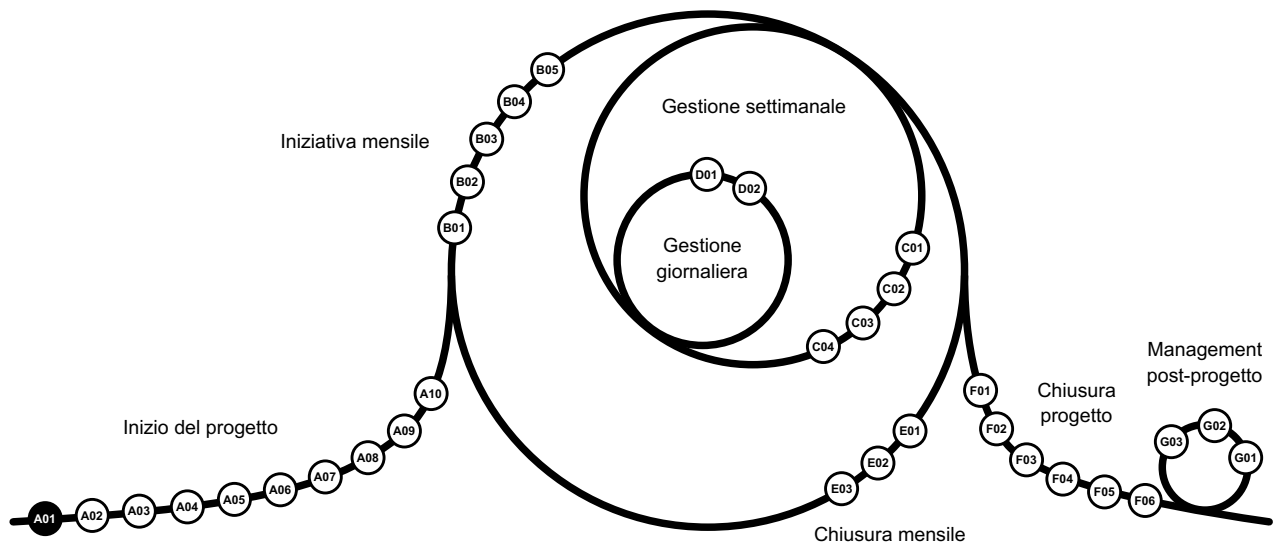 B05
B04
B03
B02
B01
Iniziativa mensile
Gestione settimanale
D01
D02
Gestione
giornaliera
C01
C02
C03
C04
Inizio del progetto
A01
A02
A03
A04
A05
A06
A07
A08
A09
A10
E01
E02
E03
Chiusura mensile
Chiusura
progetto
F01
F02
F03
F04
F05
F06
Management
post-progetto
G03
G02
G01